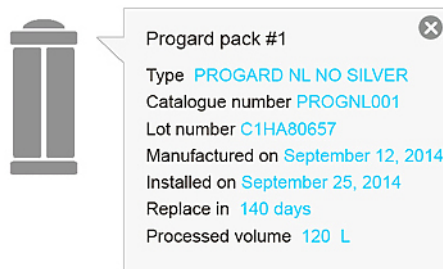 Progard pack #1
Type PROGARD NL NO SILVER
Catalogue number PROGNL001
Lot number C1HA80657
Manufactured on September 12, 2014
Installed on September 25, 2014
Replace in 140 days
Processed volume 120 L